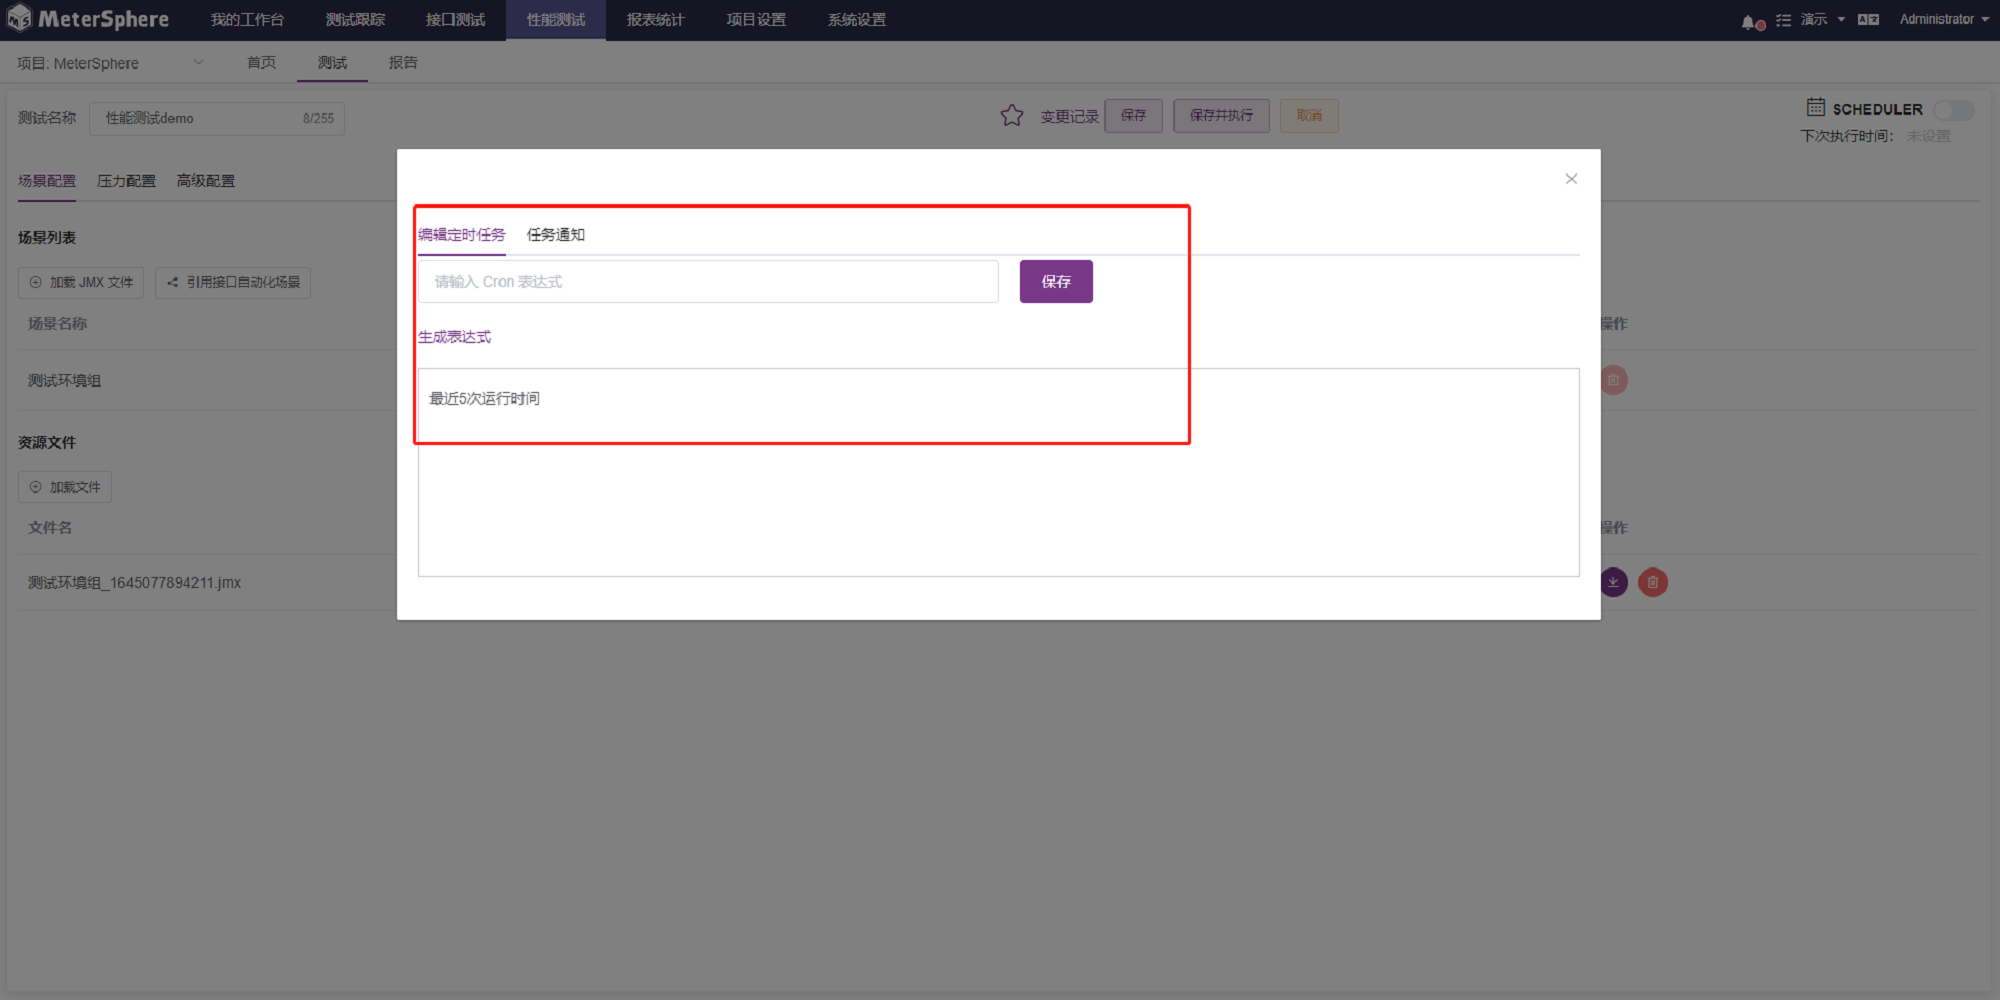 MeterSphere 我的工作台 测试跟踪 接口测试 性能测试 报表统计 项目设置 系统设置 演示 Administrator
项目: MeterSphere 首页 测试 报告
测试名称 性能测试demo 8/255 变更记录 保存 保存并执行 取消 SCHEDULER
下次执行时间: 未设置
场景配置 压力配置 高级配置
场景列表
加载 JMX 文件 引用接口自动化场景
场景名称 操作
测试环境组
资源文件
加载文件
文件名 操作
测试环境组_1645077894211.jmx
编辑定时任务 任务通知
请输入 Cron 表达式 保存
生成表达式
最近5次运行时间